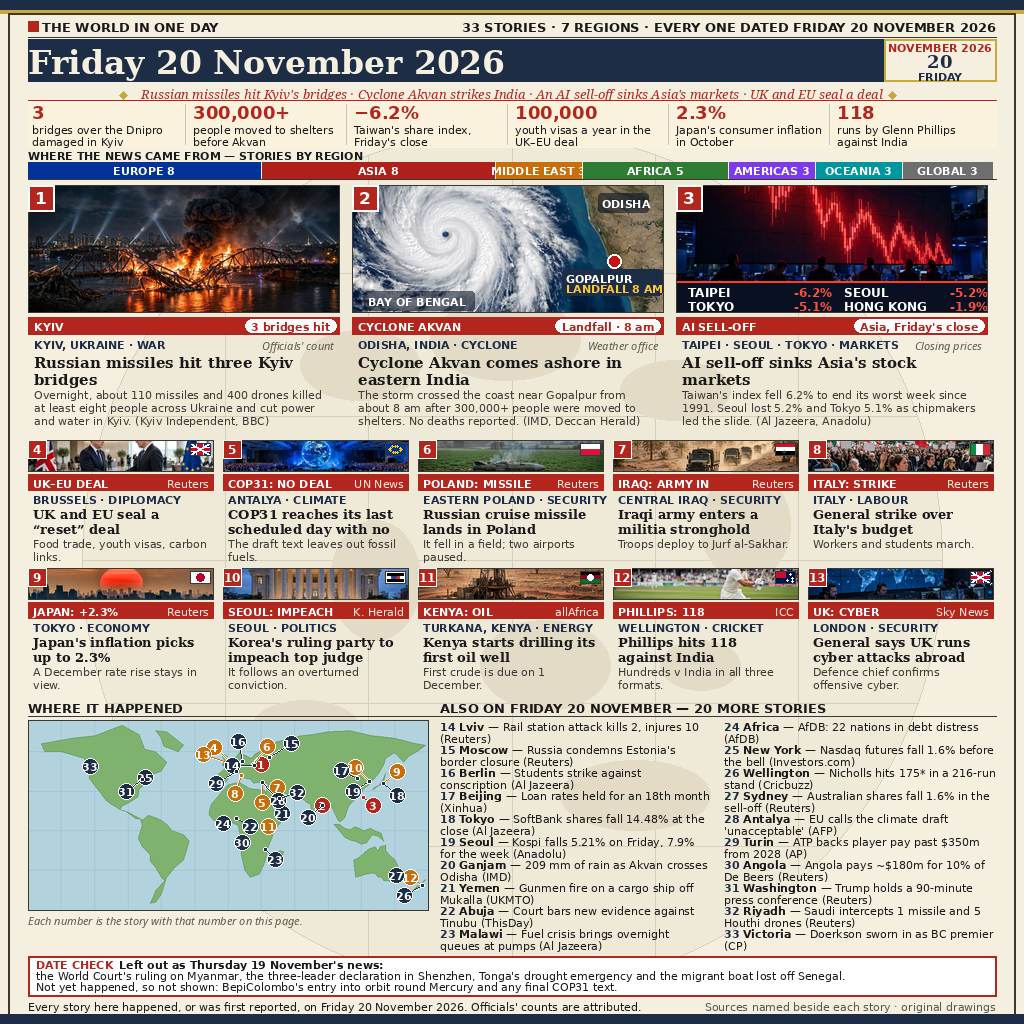 THE WORLD IN ONE DAY
33 STORIES · 7 REGIONS · EVERY ONE DATED FRIDAY 20 NOVEMBER 2026
Friday 20 November 2026
NOVEMBER 2026
20
FRIDAY
Russian missiles hit Kyiv's bridges · Cyclone Akvan strikes India · An AI sell-off sinks Asia's markets · UK and EU seal a deal
3
bridges over the Dnipro
damaged in Kyiv
300,000+
people moved to shelters
before Akvan
−6.2%
Taiwan's share index,
Friday's close
100,000
youth visas a year in the
UK–EU deal
2.3%
Japan's consumer inflation
in October
118
runs by Glenn Phillips
against India
WHERE THE NEWS CAME FROM — STORIES BY REGION
EUROPE 8
ASIA 8
MIDDLE EAST 3
AFRICA 5
AMERICAS 3
OCEANIA 3
GLOBAL 3
1
KYIV
3 bridges hit
KYIV, UKRAINE · WAR
Officials' count
Russian missiles hit three Kyiv
bridges
Overnight, about 110 missiles and 400 drones killed
at least eight people across Ukraine and cut power
and water in Kyiv. (Kyiv Independent, BBC)
2
ODISHA
GOPALPUR
LANDFALL 8 AM
BAY OF BENGAL
CYCLONE AKVAN
Landfall · 8 am
ODISHA, INDIA · CYCLONE
Weather office
Cyclone Akvan comes ashore in
eastern India
The storm crossed the coast near Gopalpur from
about 8 am after 300,000+ people were moved to
shelters. No deaths reported. (IMD, Deccan Herald)
3
TAIPEI -6.2% SEOUL -5.2%
TOKYO -5.1% HONG KONG -1.9%
AI SELL-OFF
Asia, Friday's close
TAIPEI · SEOUL · TOKYO · MARKETS
Closing prices
AI sell-off sinks Asia's stock
markets
Taiwan's index fell 6.2% to end its worst week since
1991. Seoul lost 5.2% and Tokyo 5.1% as chipmakers
led the slide. (Al Jazeera, Anadolu)
4
UK–EU DEAL Reuters
BRUSSELS · DIPLOMACY
UK and EU seal a
“reset” deal
Food trade, youth visas, carbon
links.
5
COP31: NO DEAL UN News
ANTALYA · CLIMATE
COP31 reaches its last
scheduled day with no
The draft text leaves out fossil
fuels.
6
POLAND: MISSILE Reuters
EASTERN POLAND · SECURITY
Russian cruise missile
lands in Poland
It fell in a field; two airports
paused.
7
IRAQ: ARMY IN Reuters
CENTRAL IRAQ · SECURITY
Iraqi army enters a
militia stronghold
Troops deploy to Jurf al-Sakhar.
8
ITALY: STRIKE Reuters
ITALY · LABOUR
General strike over
Italy's budget
Workers and students march.
9
JAPAN: +2.3% Reuters
TOKYO · ECONOMY
Japan's inflation picks
up to 2.3%
A December rate rise stays in
view.
10
SEOUL: IMPEACH K. Herald
SEOUL · POLITICS
Korea's ruling party to
impeach top judge
It follows an overturned
conviction.
11
KENYA: OIL allAfrica
TURKANA, KENYA · ENERGY
Kenya starts drilling its
first oil well
First crude is due on 1
December.
12
PHILLIPS: 118 ICC
WELLINGTON · CRICKET
Phillips hits 118
against India
Hundreds v India in all three
formats.
13
UK: CYBER Sky News
LONDON · SECURITY
General says UK runs
cyber attacks abroad
Defence chief confirms
offensive cyber.
WHERE IT HAPPENED
33
31
25
13
4
16
6
15
14
1
29
8
5
7
32
21
20
24
22
11
30
23
17
10
9
19
18
3
27
12
26
Each number is the story with that number on this page.
ALSO ON FRIDAY 20 NOVEMBER — 20 MORE STORIES
14 Lviv — Rail station attack kills 2, injures 10
(Reuters)
15 Moscow — Russia condemns Estonia's
border closure (Reuters)
16 Berlin — Students strike against
conscription (Al Jazeera)
17 Beijing — Loan rates held for an 18th month
(Xinhua)
18 Tokyo — SoftBank shares fall 14.48% at the
close (Al Jazeera)
19 Seoul — Kospi falls 5.21% on Friday, 7.9%
for the week (Anadolu)
20 Ganjam — 209 mm of rain as Akvan crosses
Odisha (IMD)
21 Yemen — Gunmen fire on a cargo ship off
Mukalla (UKMTO)
22 Abuja — Court bars new evidence against
Tinubu (ThisDay)
23 Malawi — Fuel crisis brings overnight
queues at pumps (Al Jazeera)
24 Africa — AfDB: 22 nations in debt distress
(AfDB)
25 New York — Nasdaq futures fall 1.6% before
the bell (Investors.com)
26 Wellington — Nicholls hits 175* in a 216-run
stand (Cricbuzz)
27 Sydney — Australian shares fall 1.6% in the
sell-off (Reuters)
28 Antalya — EU calls the climate draft
'unacceptable' (AFP)
29 Turin — ATP backs player pay past $350m
from 2028 (AP)
30 Angola — Angola pays ~$180m for 10% of
De Beers (Reuters)
31 Washington — Trump holds a 90-minute
press conference (Reuters)
32 Riyadh — Saudi intercepts 1 missile and 5
Houthi drones (Reuters)
33 Victoria — Doerkson sworn in as BC premier
(CP)
DATE CHECK Left out as Thursday 19 November's news:
the World Court's ruling on Myanmar, the three-leader declaration in Shenzhen, Tonga's drought emergency and the migrant boat lost off Senegal.
Not yet happened, so not shown: BepiColombo's entry into orbit round Mercury and any final COP31 text.
Every story here happened, or was first reported, on Friday 20 November 2026. Officials' counts are attributed.
Sources named beside each story · original drawings